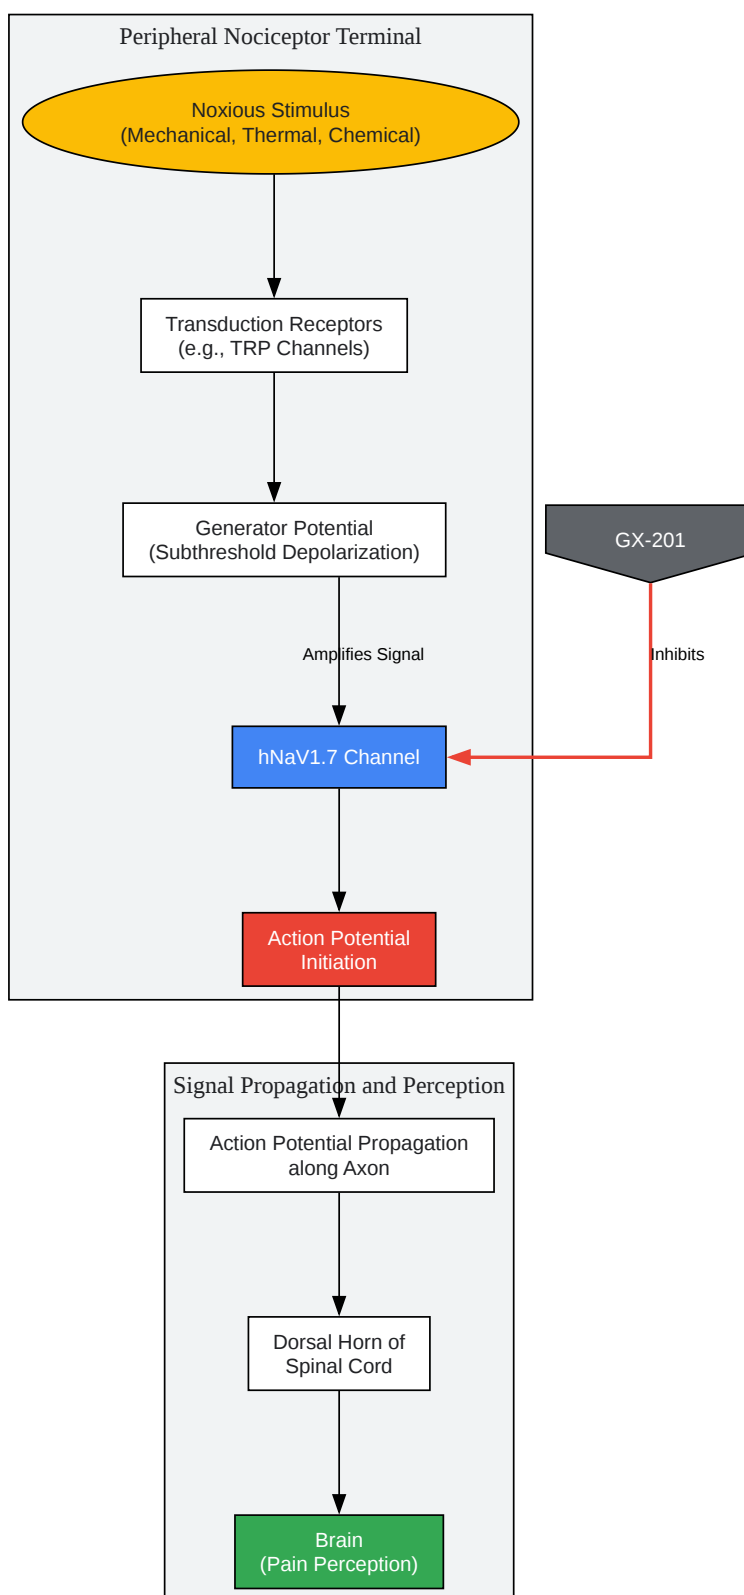 Peripheral Nociceptor Terminal
Noxious Stimulus
(Mechanical, Thermal, Chemical)
Transduction Receptors
(e.g., TRP Channels)
Generator Potential
(Subthreshold Depolarization)
GX-201
Amplifies Signal
Inhibits
hNaV1.7 Channel
Action Potential
Initiation
Signal Propagation and Perception
Action Potential Propagation
along Axon
Dorsal Horn of
Spinal Cord
Brain
(Pain Perception)